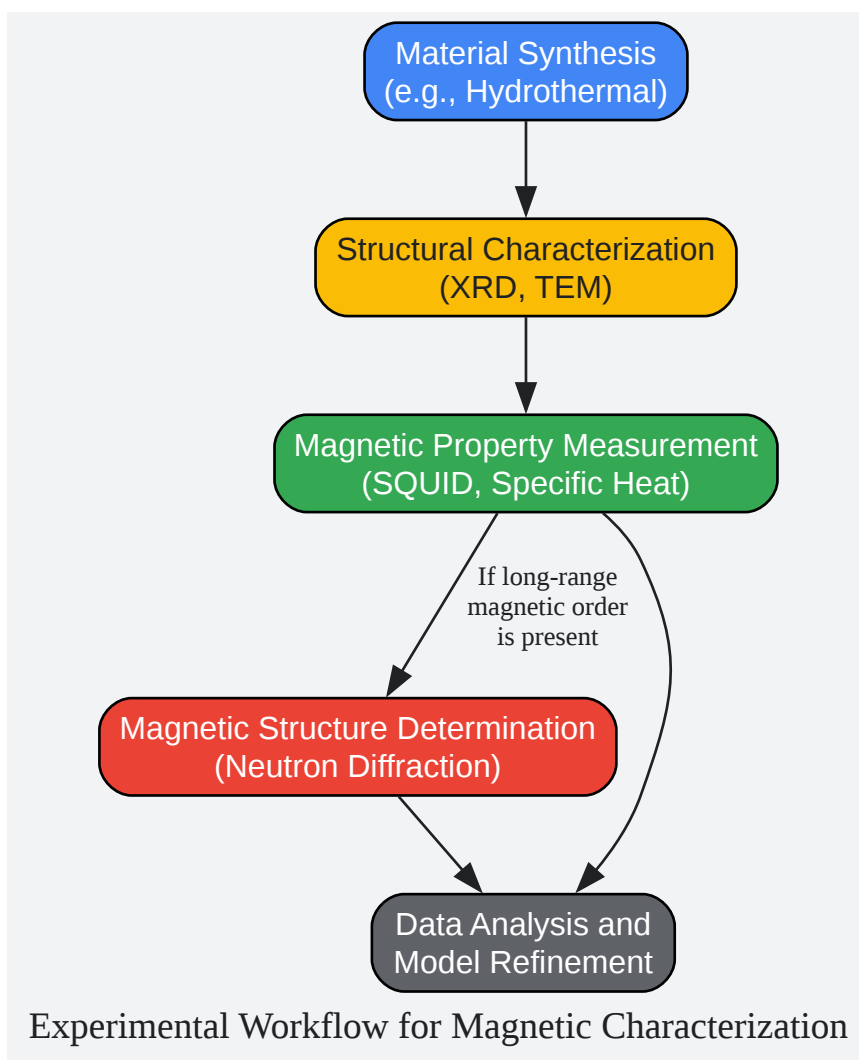 Material Synthesis
(e.g., Hydrothermal)
Structural Characterization
(XRD, TEM)
Magnetic Property Measurement
(SQUID, Specific Heat)
If long-range
magnetic order
is present
Magnetic Structure Determination
(Neutron Diffraction)
Data Analysis and
Model Refinement
Experimental Workflow for Magnetic Characterization